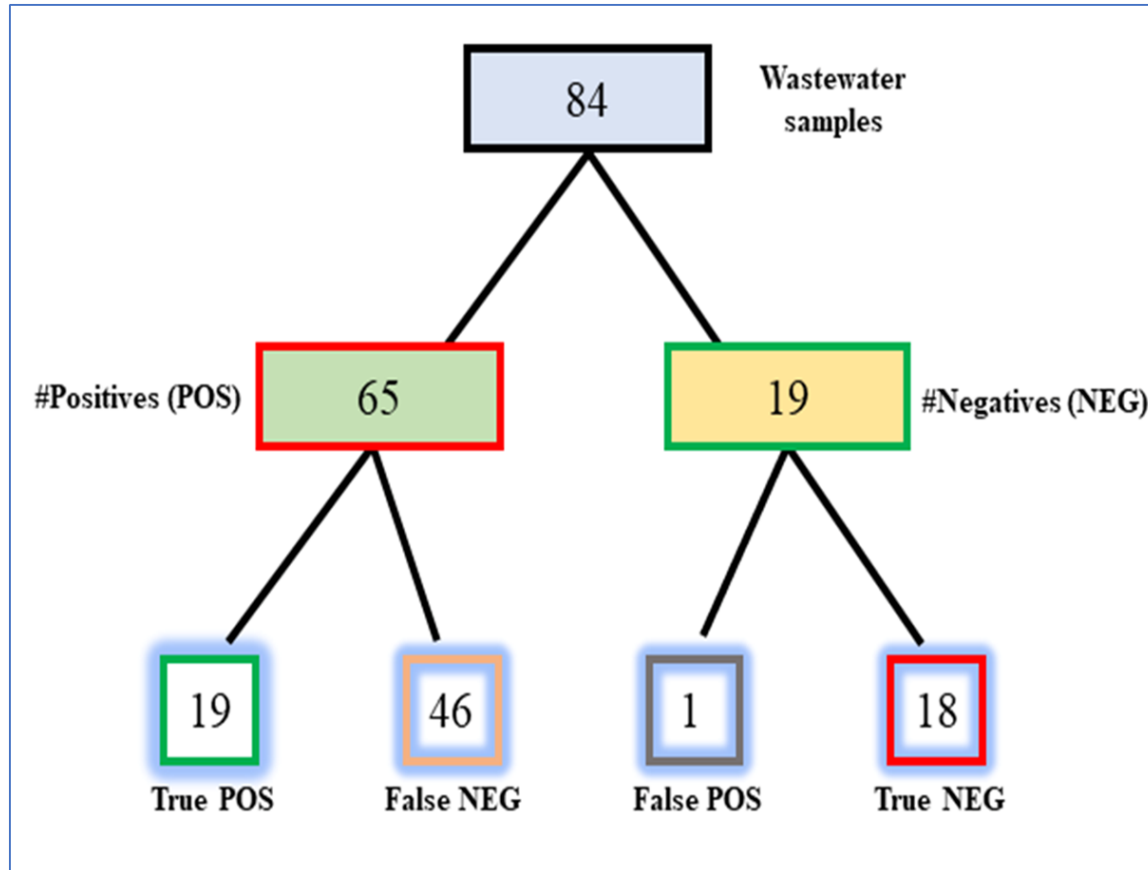 84
Wastewater
samples
#Positives (POS)
65
19
#Negatives (NEG)
19
46
1
18
True POS
False NEG
False POS
True NEG